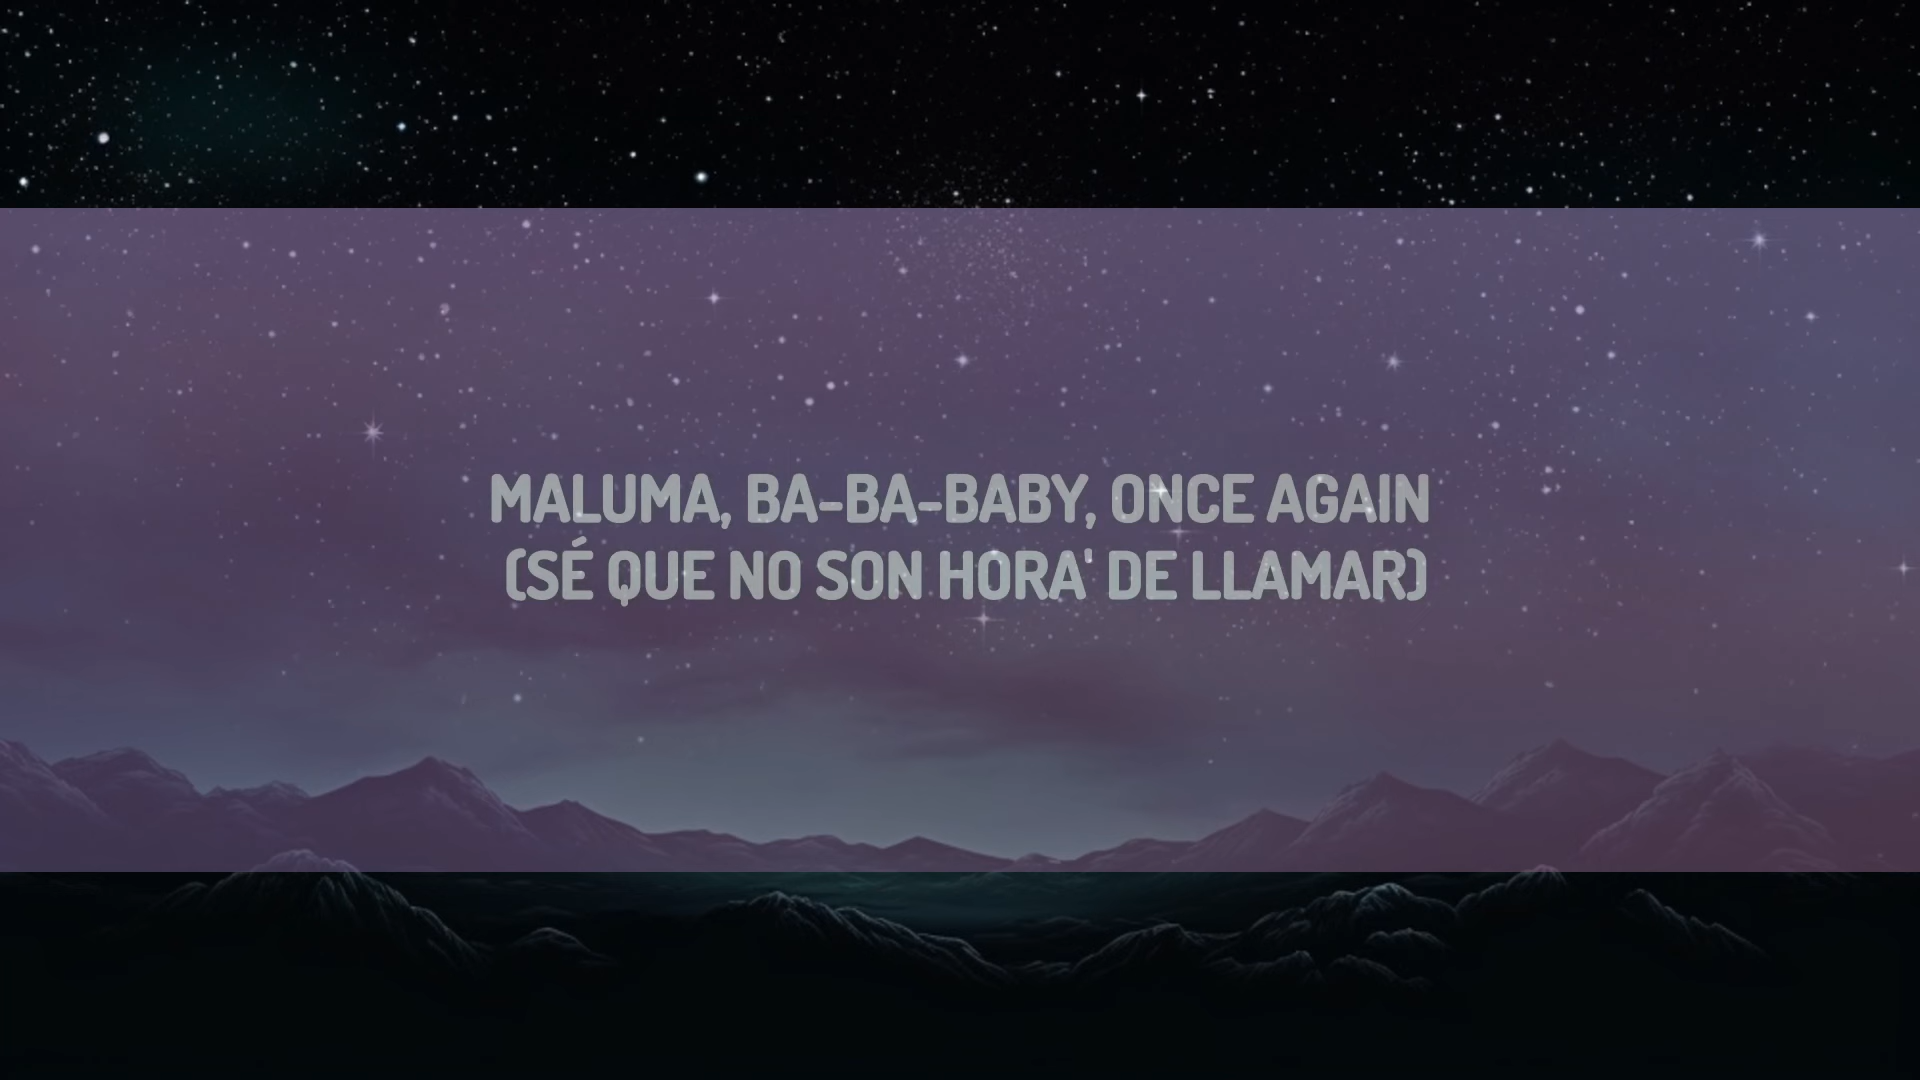 MALUMA, BA-BA-BABY, ONCE AGAIN
(SÉ QUE NO SON HORA' DE LLAMAR)